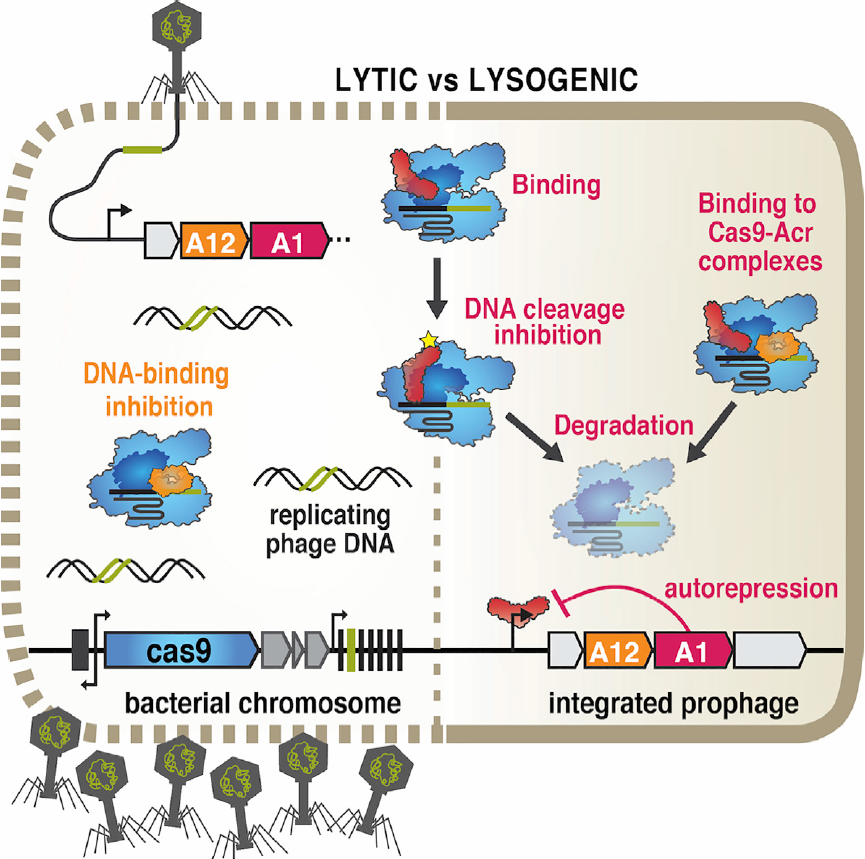 LYTIC vs LYSOGENIC
Binding
Binding to
Cas9-Acr
complexes
A12
A1
...
DNA cleavage
inhibition
DNA-binding
inhibition
Degradation
replicating
phage DNA
autorepression
cas9
A12
A1
bacterial chromosome
integrated prophage